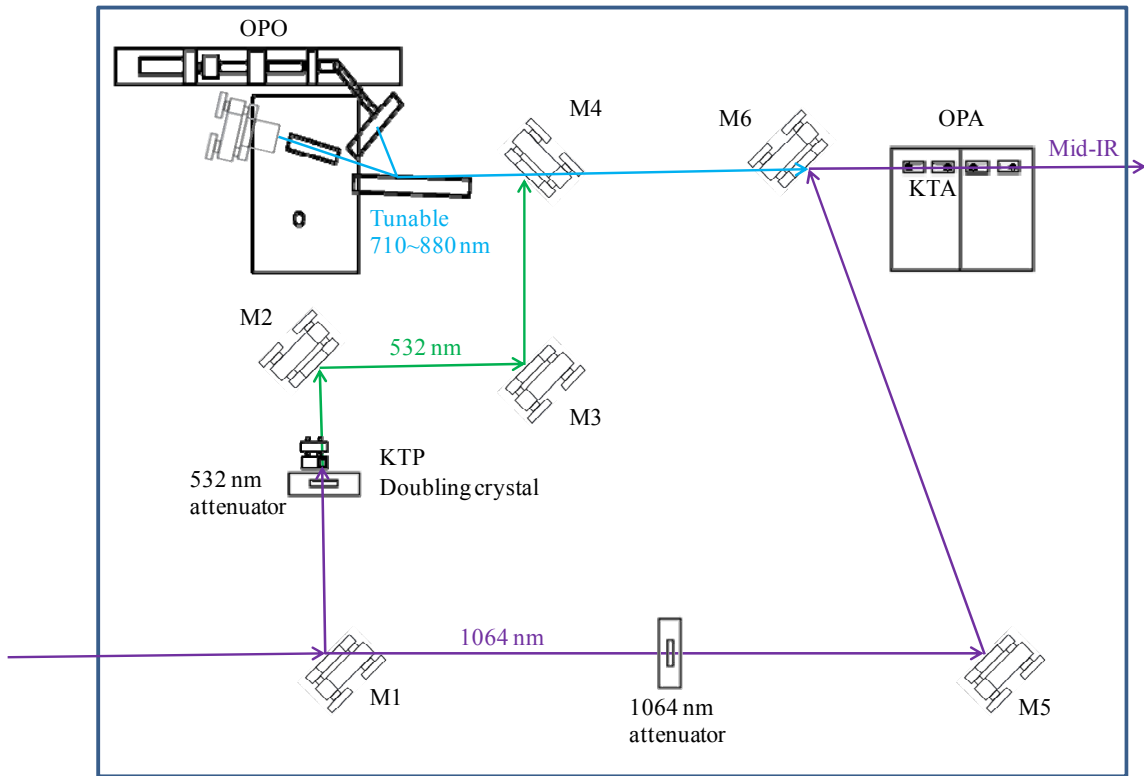 OPO
M4
M6
OPA
Mid-IR
KTA
Tunable
710~880 nm
M2
532 nm
M3
KTP
Doubling crystal
532 nm
attenuator
1064 nm
M1
1064 nm
attenuator
M5